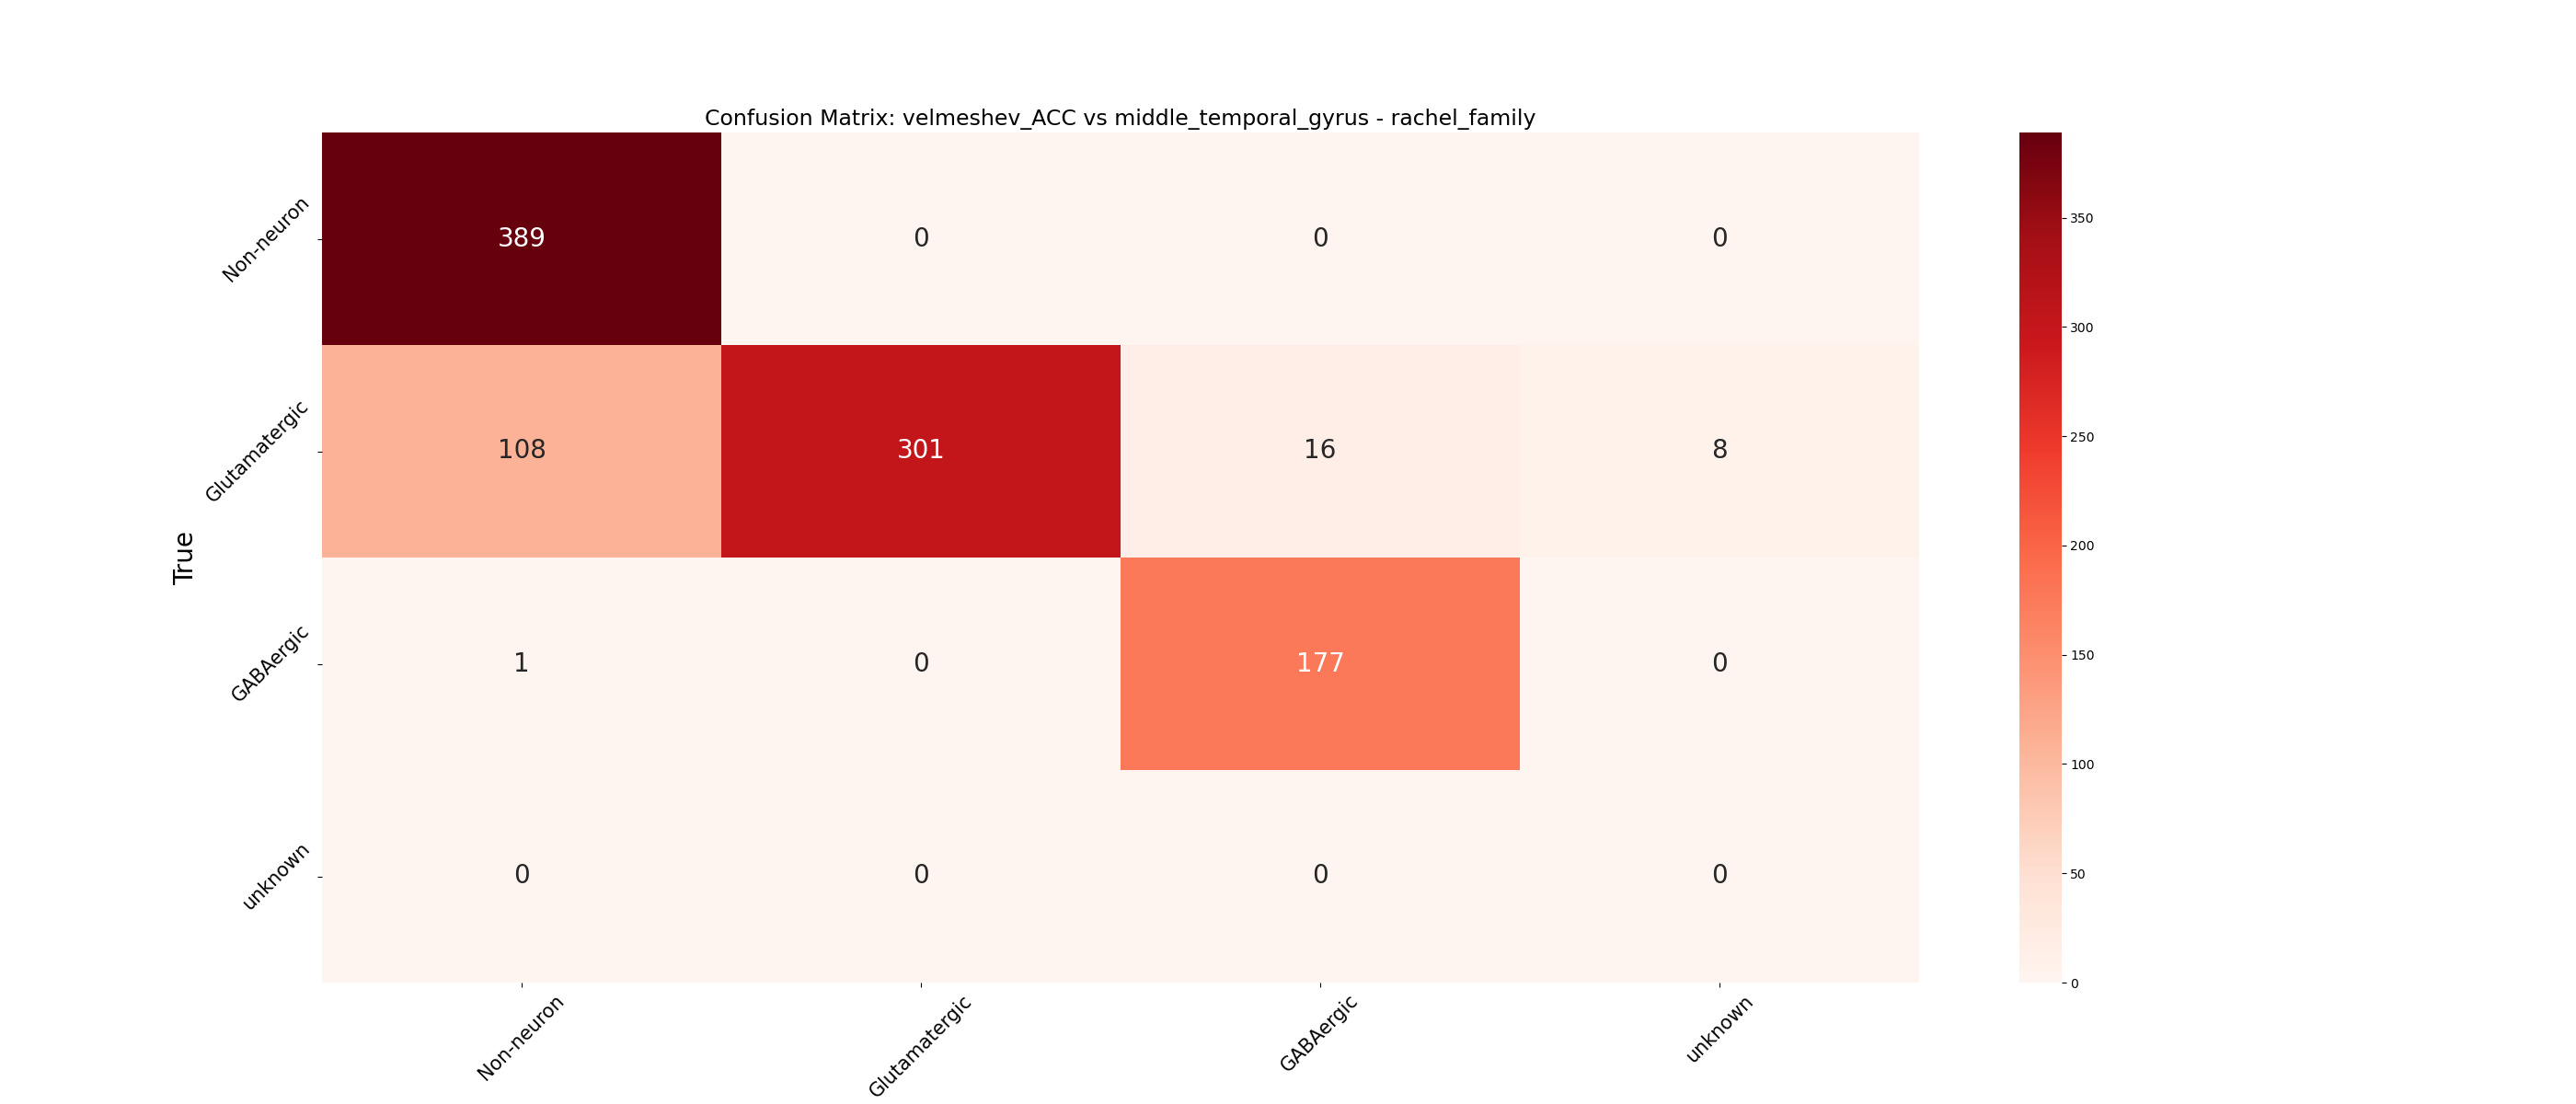 Confusion Matrix: velmeshev_ACC vs middle_temporal_gyrus - rachel_family
True
Non-neuron
389 0 0 0
Glutamatergic
108 301 16 8
GABAergic
1 0 177 0
unknown
0 0 0 0
Non-neuron Glutamatergic GABAergic unknown
350
300
250
200
150
100
50
0